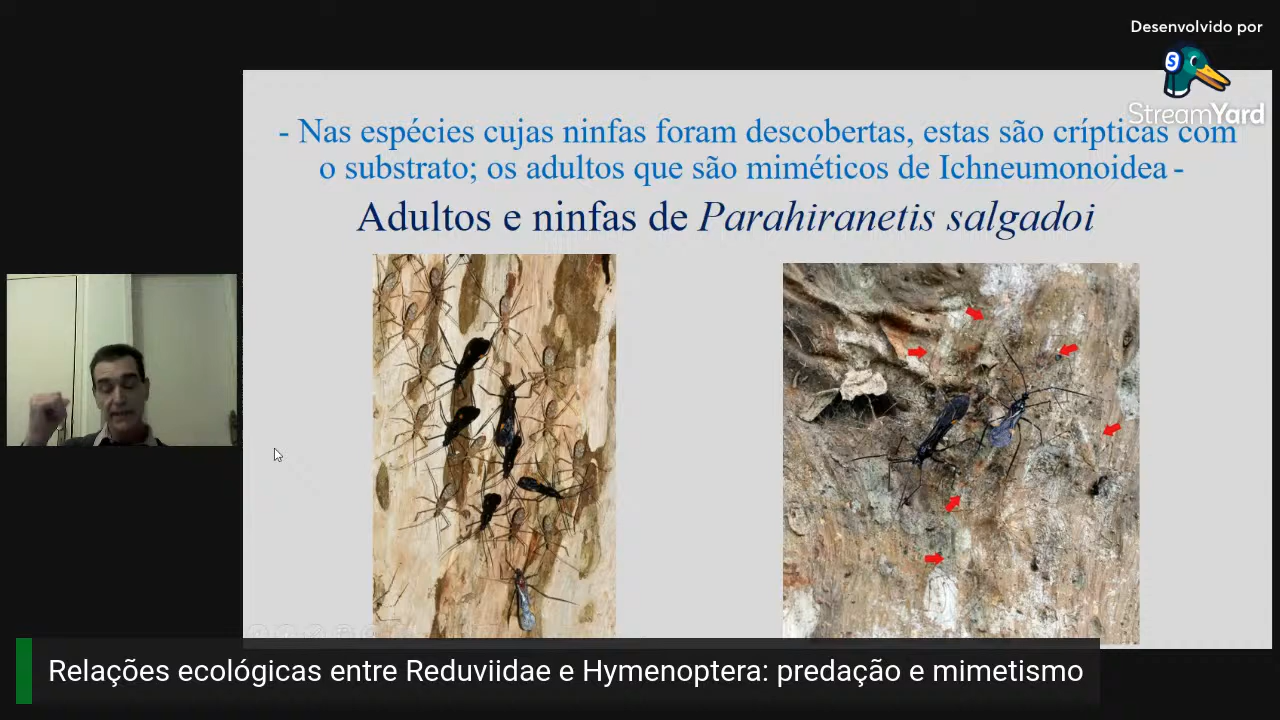 Desenvolvido por
StreamYard
- Nas espécies cujas ninfas foram descobertas, estas são crípticas com
o substrato; os adultos que são miméticos de Ichneumonoidea -
Adultos e ninfas de Parahiranetis salgadoi
Relações ecológicas entre Reduviidae e Hymenoptera: predação e mimetismo